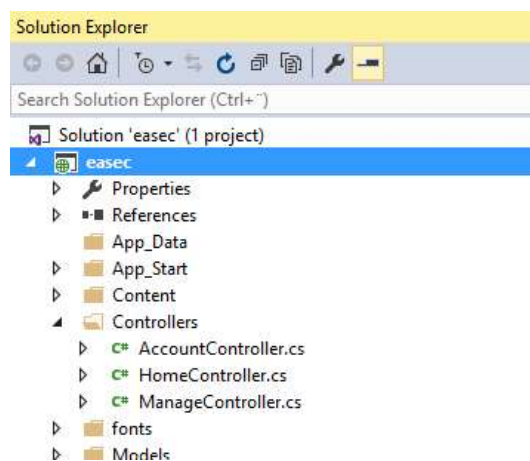 Solution Explorer
Search Solution Explorer (Ctrl+¨)
Solution 'easec' (1 project)
easec
Properties
References
App_Data
App_Start
Content
Controllers
C# AccountController.cs
C# HomeController.cs
C# ManageController.cs
fonts
Models